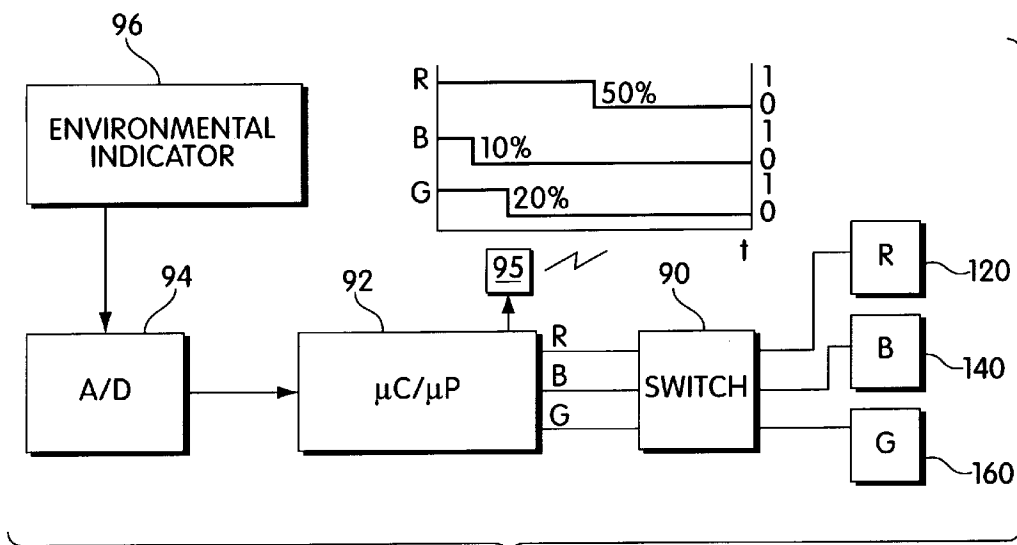 96
ENVIRONMENTAL
INDICATOR
R
50%
1
0
B
10%
1
0
G
20%
1
0
t
95
94
A/D
92
μC/μP
R
B
G
90
SWITCH
R
120
B
140
G
160